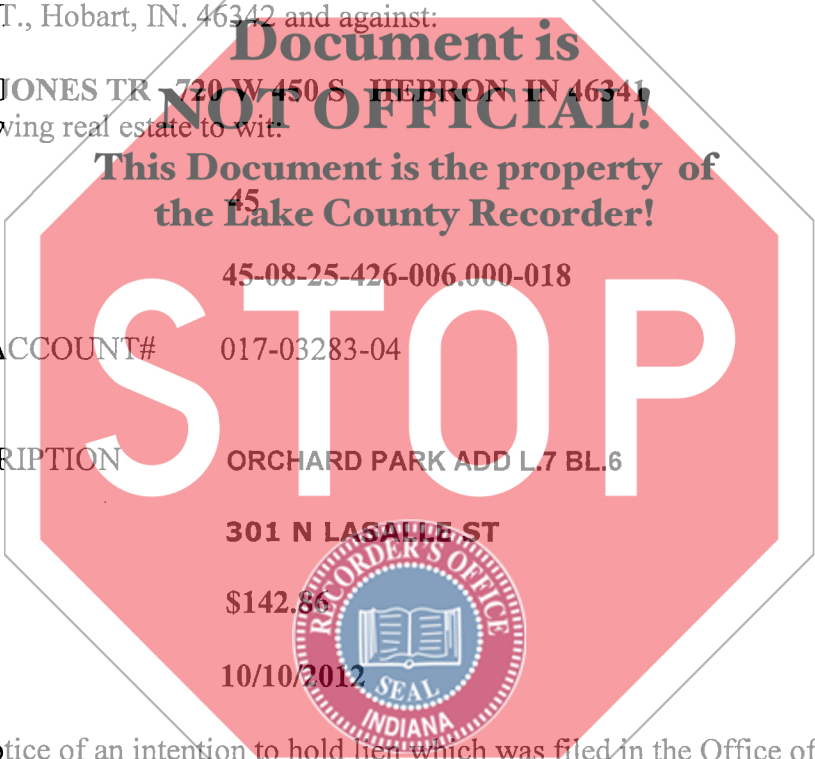 T., Hobart, IN. 46342 and against:
Document is
JONES TR 720 W 450 S HEBRON IN 46341
NOT OFFICIAL!
wing real estate to wit:
This Document is the property of
45
the Lake County Recorder!
45-08-25-426-006.000-018
STOP
ACCOUNT# 017-03283-04
RIPTION ORCHARD PARK ADD L.7 BL.6
301 N LASALLE ST
RECORDER'S OFFICE
$142.86
10/10/2012
SEAL
INDIANA
tice of an intention to hold lien which was filed in the Office of